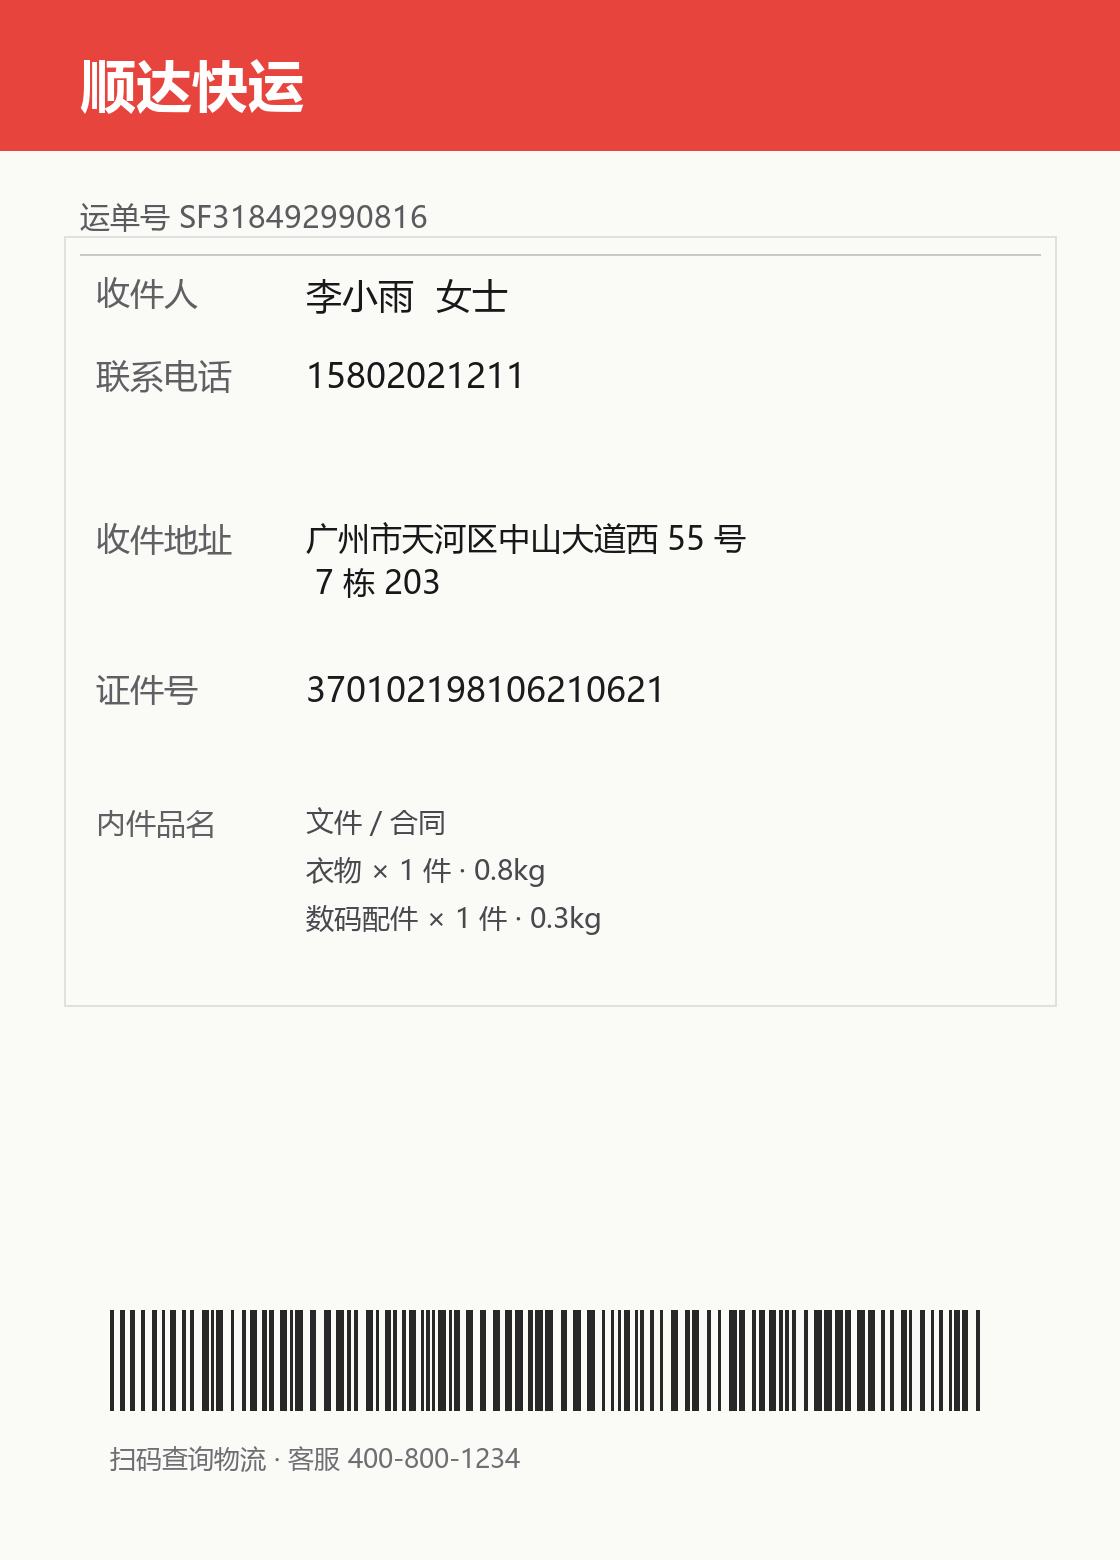 顺达快运
运单号 SF318492990816
收件人 李小雨 女士
联系电话 15802021211
收件地址 广州市天河区中山大道西 55 号
7 栋 203
证件号 370102198106210621
内件品名 文件 / 合同
衣物 × 1 件 · 0.8kg
数码配件 × 1 件 · 0.3kg
扫码查询物流 · 客服 400-800-1234